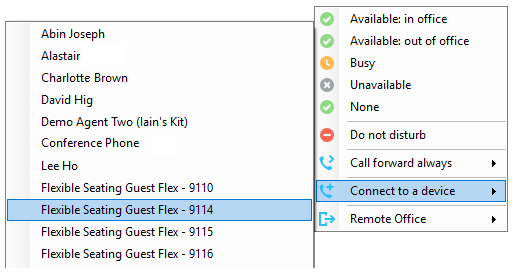 Abin Joseph
Alastair
Charlotte Brown
David Hig
Demo Agent Two (Iain's Kit)
Conference Phone
Lee Ho
Flexible Seating Guest Flex - 9110
Flexible Seating Guest Flex - 9114
Flexible Seating Guest Flex - 9115
Flexible Seating Guest Flex - 9116
Available: in office
Available: out of office
Busy
Unavailable
None
Do not disturb
Call forward always
Connect to a device
Remote Office